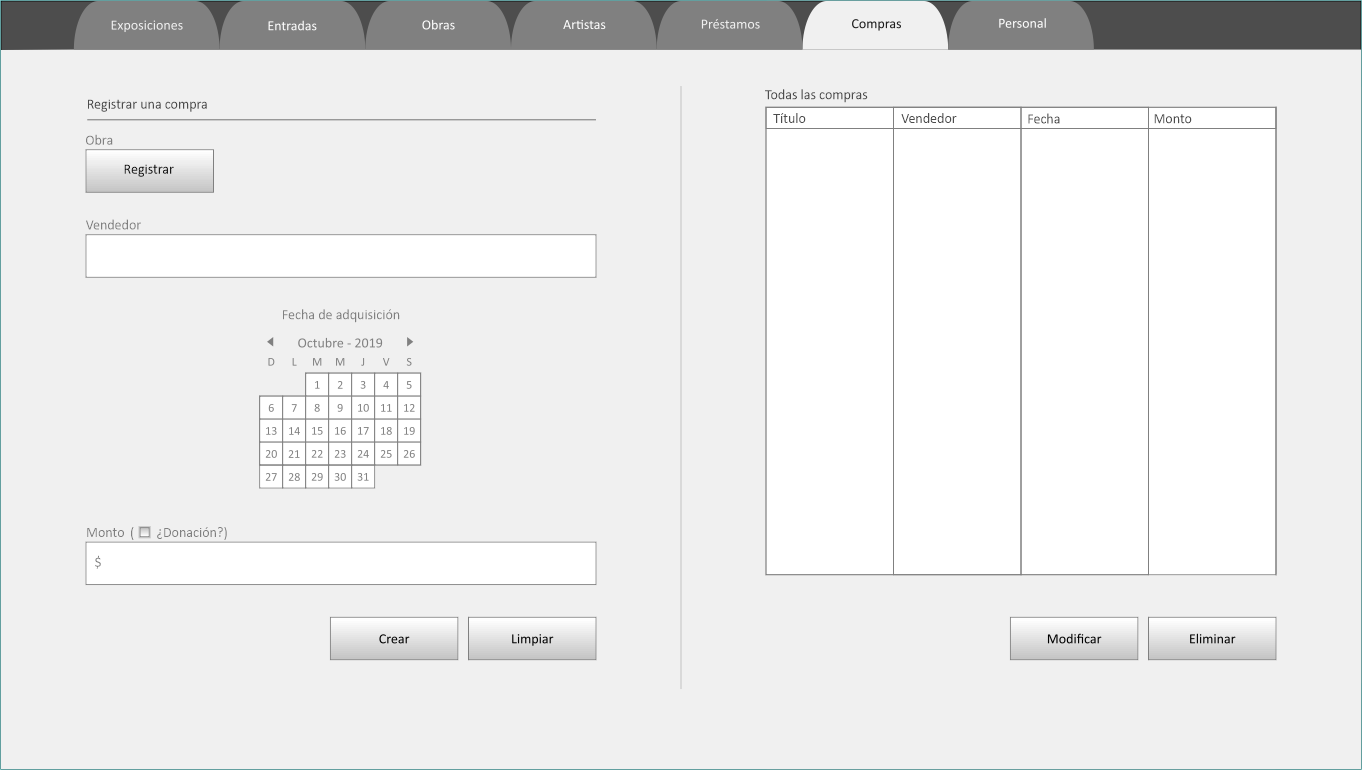 Exposiciones Entradas Obras Artistas Préstamos Compras Personal
Registrar una compra
Obra
Registrar
Vendedor
Fecha de adquisición
Octubre - 2019
D L M M J V S
1 2 3 4 5
6 7 8 9 10 11 12
13 14 15 16 17 18 19
20 21 22 23 24 25 26
27 28 29 30 31
Monto ( ¿Donación?)
$
Crear Limpiar
Todas las compras
Título Vendedor Fecha Monto
Modificar Eliminar